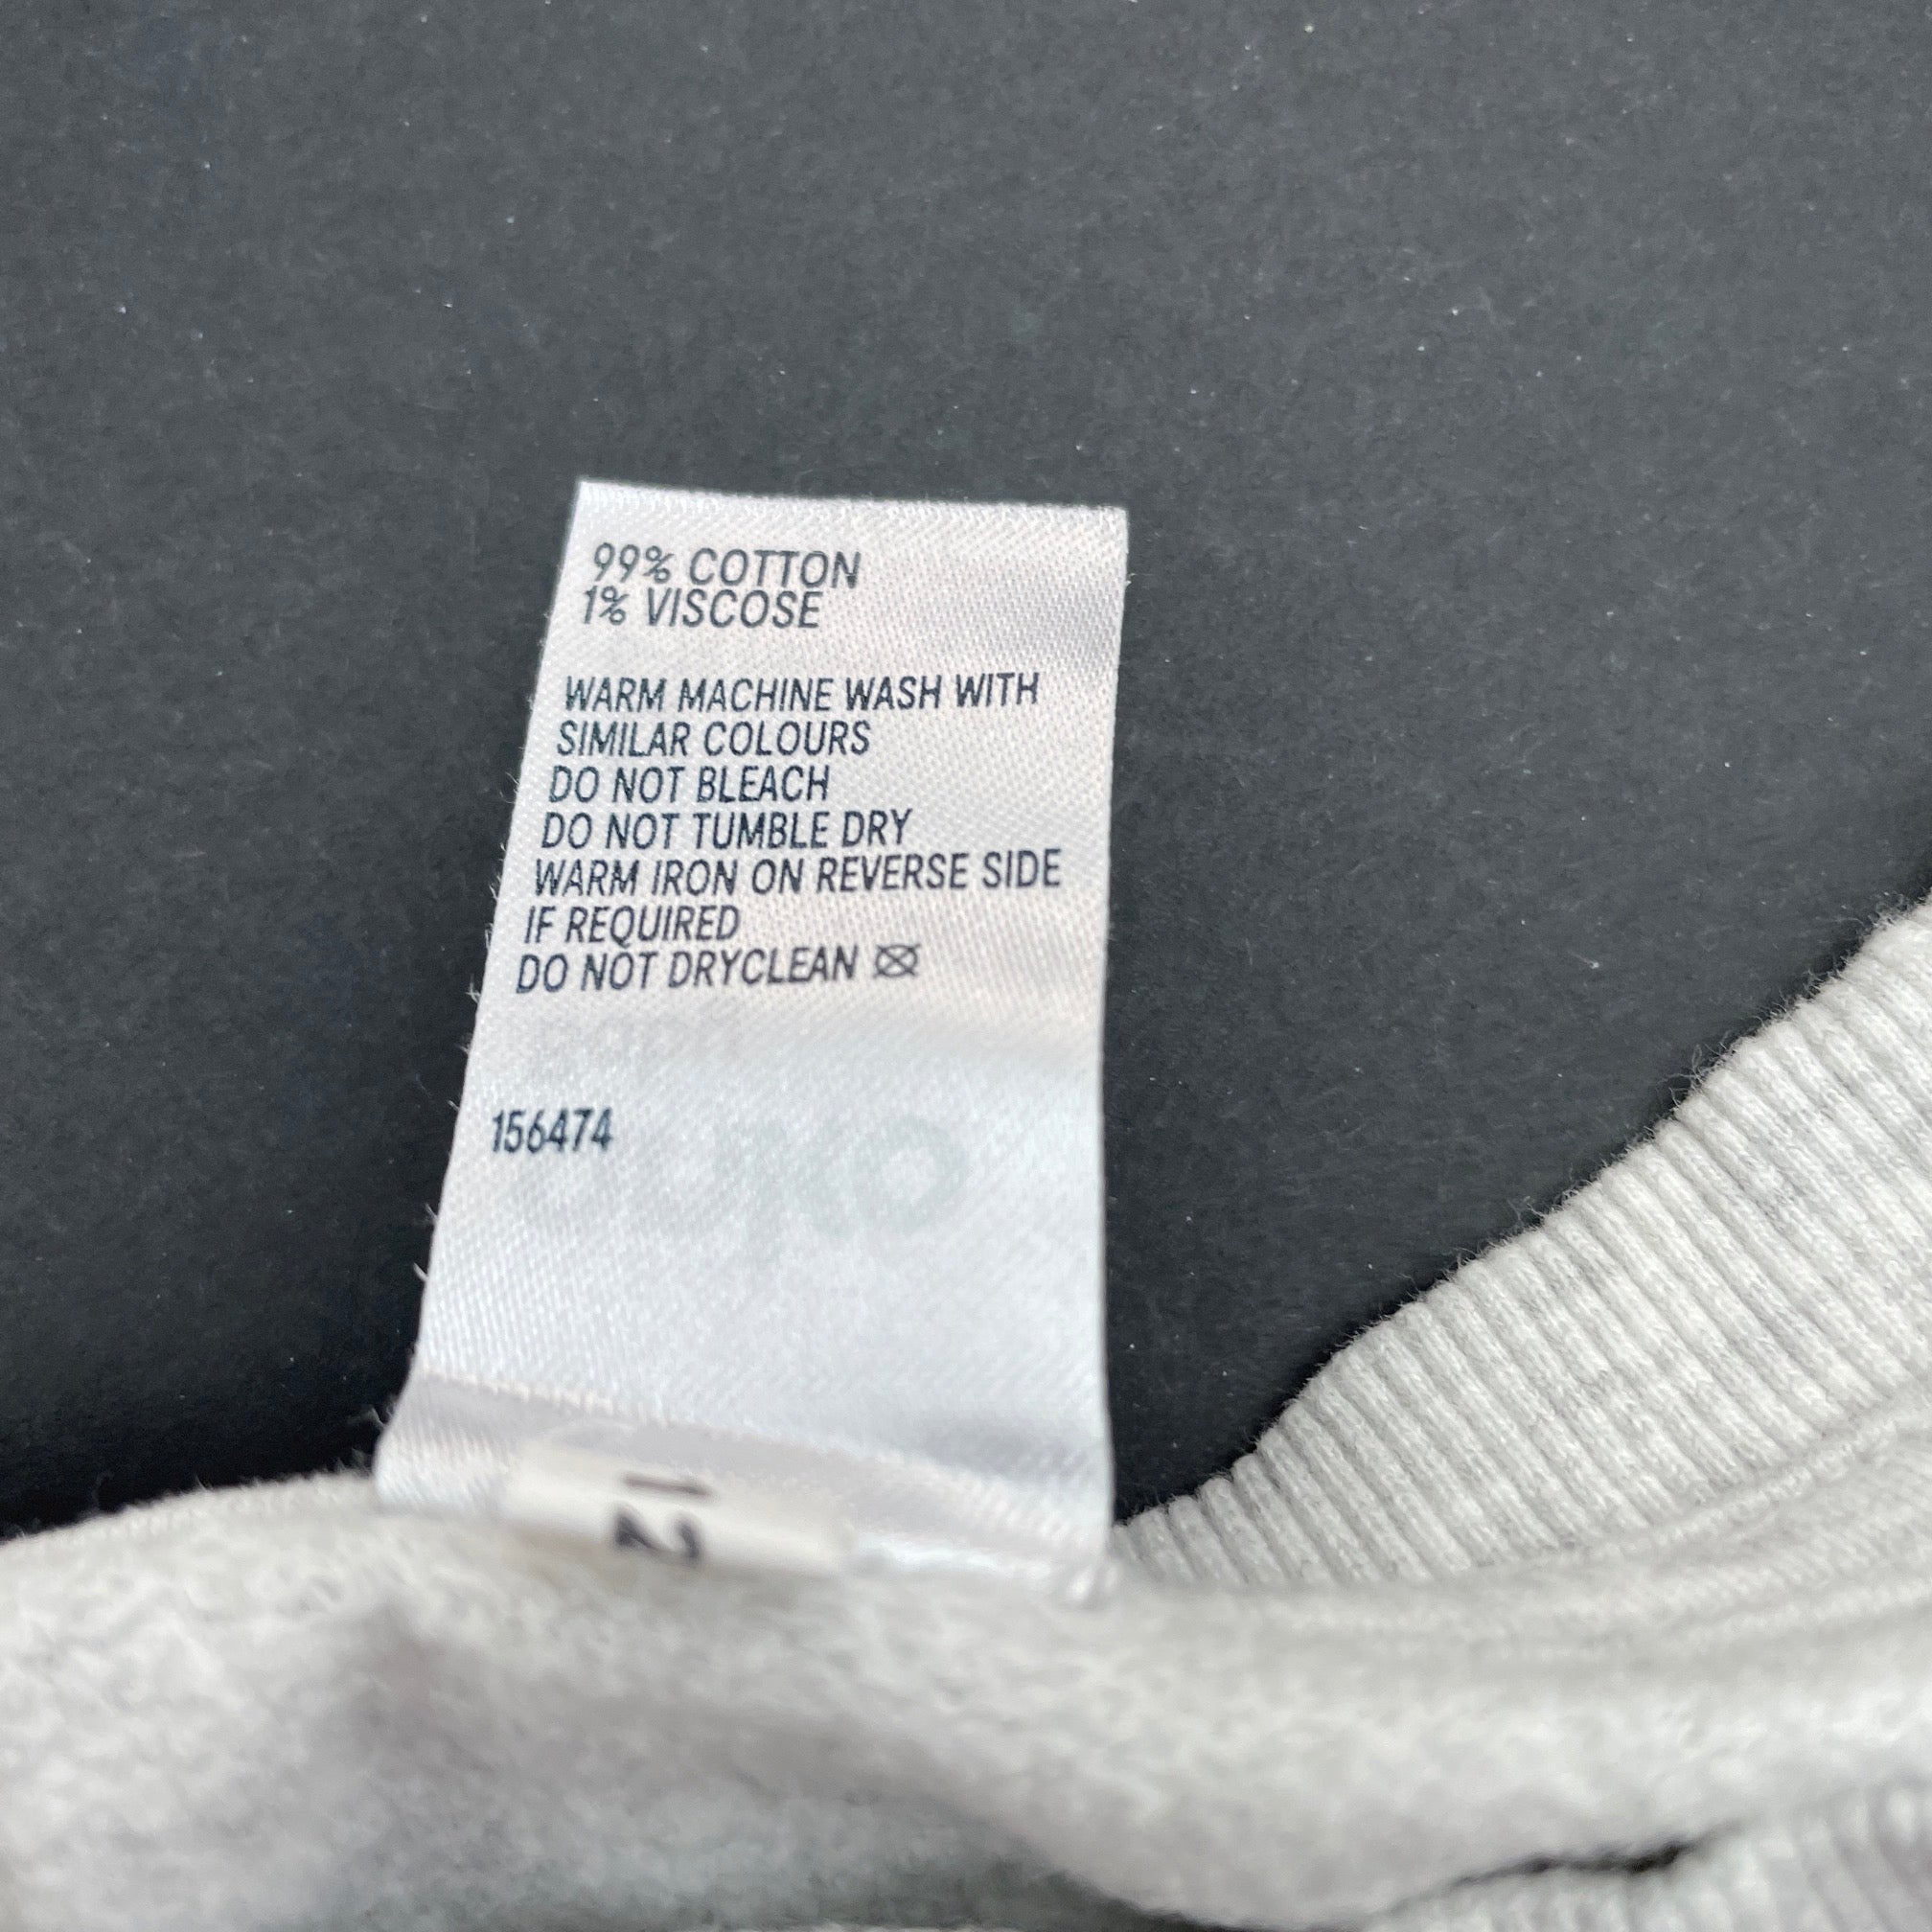 99% COTTON
1% VISCOSE
WARM MACHINE WASH WITH
SIMILAR COLOURS
DO NOT BLEACH
DO NOT TUMBLE DRY
WARM IRON ON REVERSE SIDE
IF REQUIRED
DO NOT DRYCLEAN
156474
12